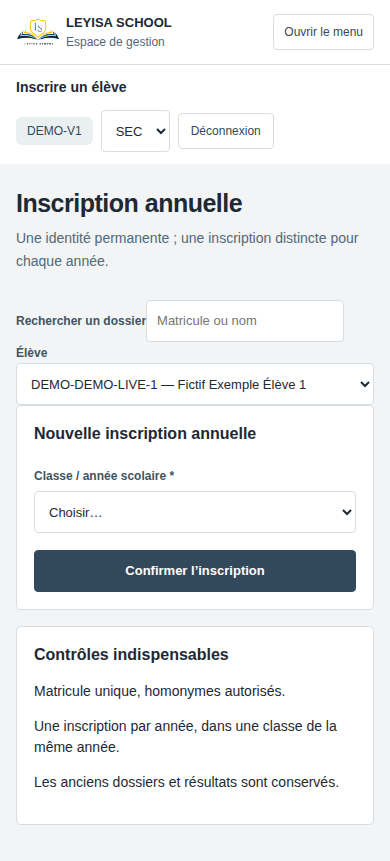 LEYISA SCHOOL
Espace de gestion
Ouvrir le menu
Inscrire un élève
DEMO-V1
SEC
Déconnexion
Inscription annuelle
Une identité permanente ; une inscription distincte pour
chaque année.
Rechercher un dossier
Matricule ou nom
Élève
DEMO-DEMO-LIVE-1 — Fictif Exemple Élève 1
Nouvelle inscription annuelle
Classe / année scolaire *
Choisir…
Confirmer l’inscription
Contrôles indispensables
Matricule unique, homonymes autorisés.
Une inscription par année, dans une classe de la
même année.
Les anciens dossiers et résultats sont conservés.